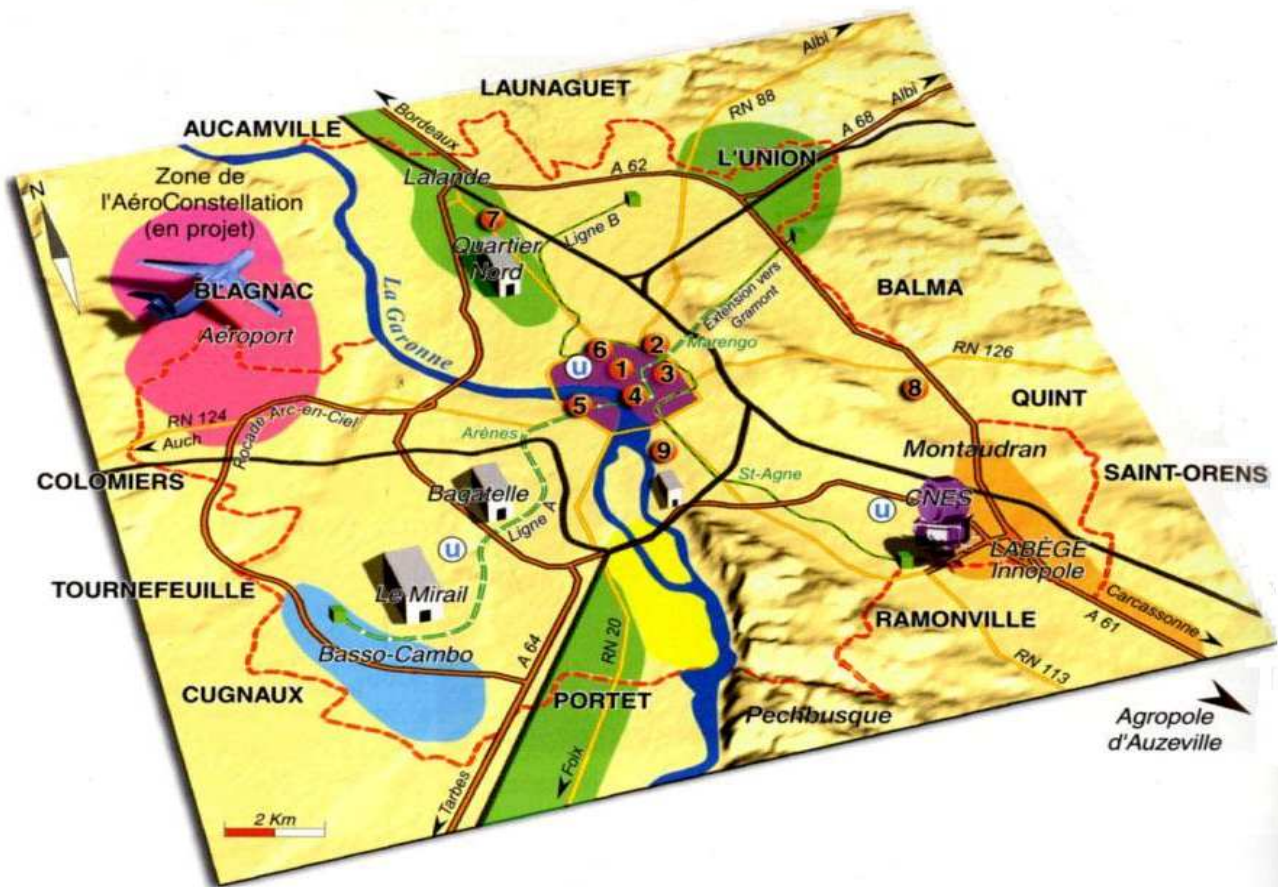 Albi
LAUNAGUET
RN 88
Albi
Bordeaux
A 68
AUCAMVILLE
L'UNION
A 62
N
Zone de
l'AéroConstellation
(en projet)
Lalande
7
Ligne B
Quartier
Nord
BLAGNAC
La Garonne
BALMA
Extension vers
Gramont
Aéroport
Marengo
6
2
RN 126
U
1
3
8
4
5
QUINT
RN 124
Rocade Arc-en-Ciel
Auch
Arènes
9
Montaudran
COLOMIERS
St-Agne
SAINT-ORENS
Bagatelle
CNES
U
Ligne A
U
LABÈGE
Innopole
TOURNEFEUILLE
Le Mirail
Carcassonne
RAMONVILLE
A 61
Basso-Cambo
A 64
RN 20
RN 113
CUGNAUX
PORTET
Pechbusque
Agropole
d'Auzeville
Foix
Tarbes
2 Km